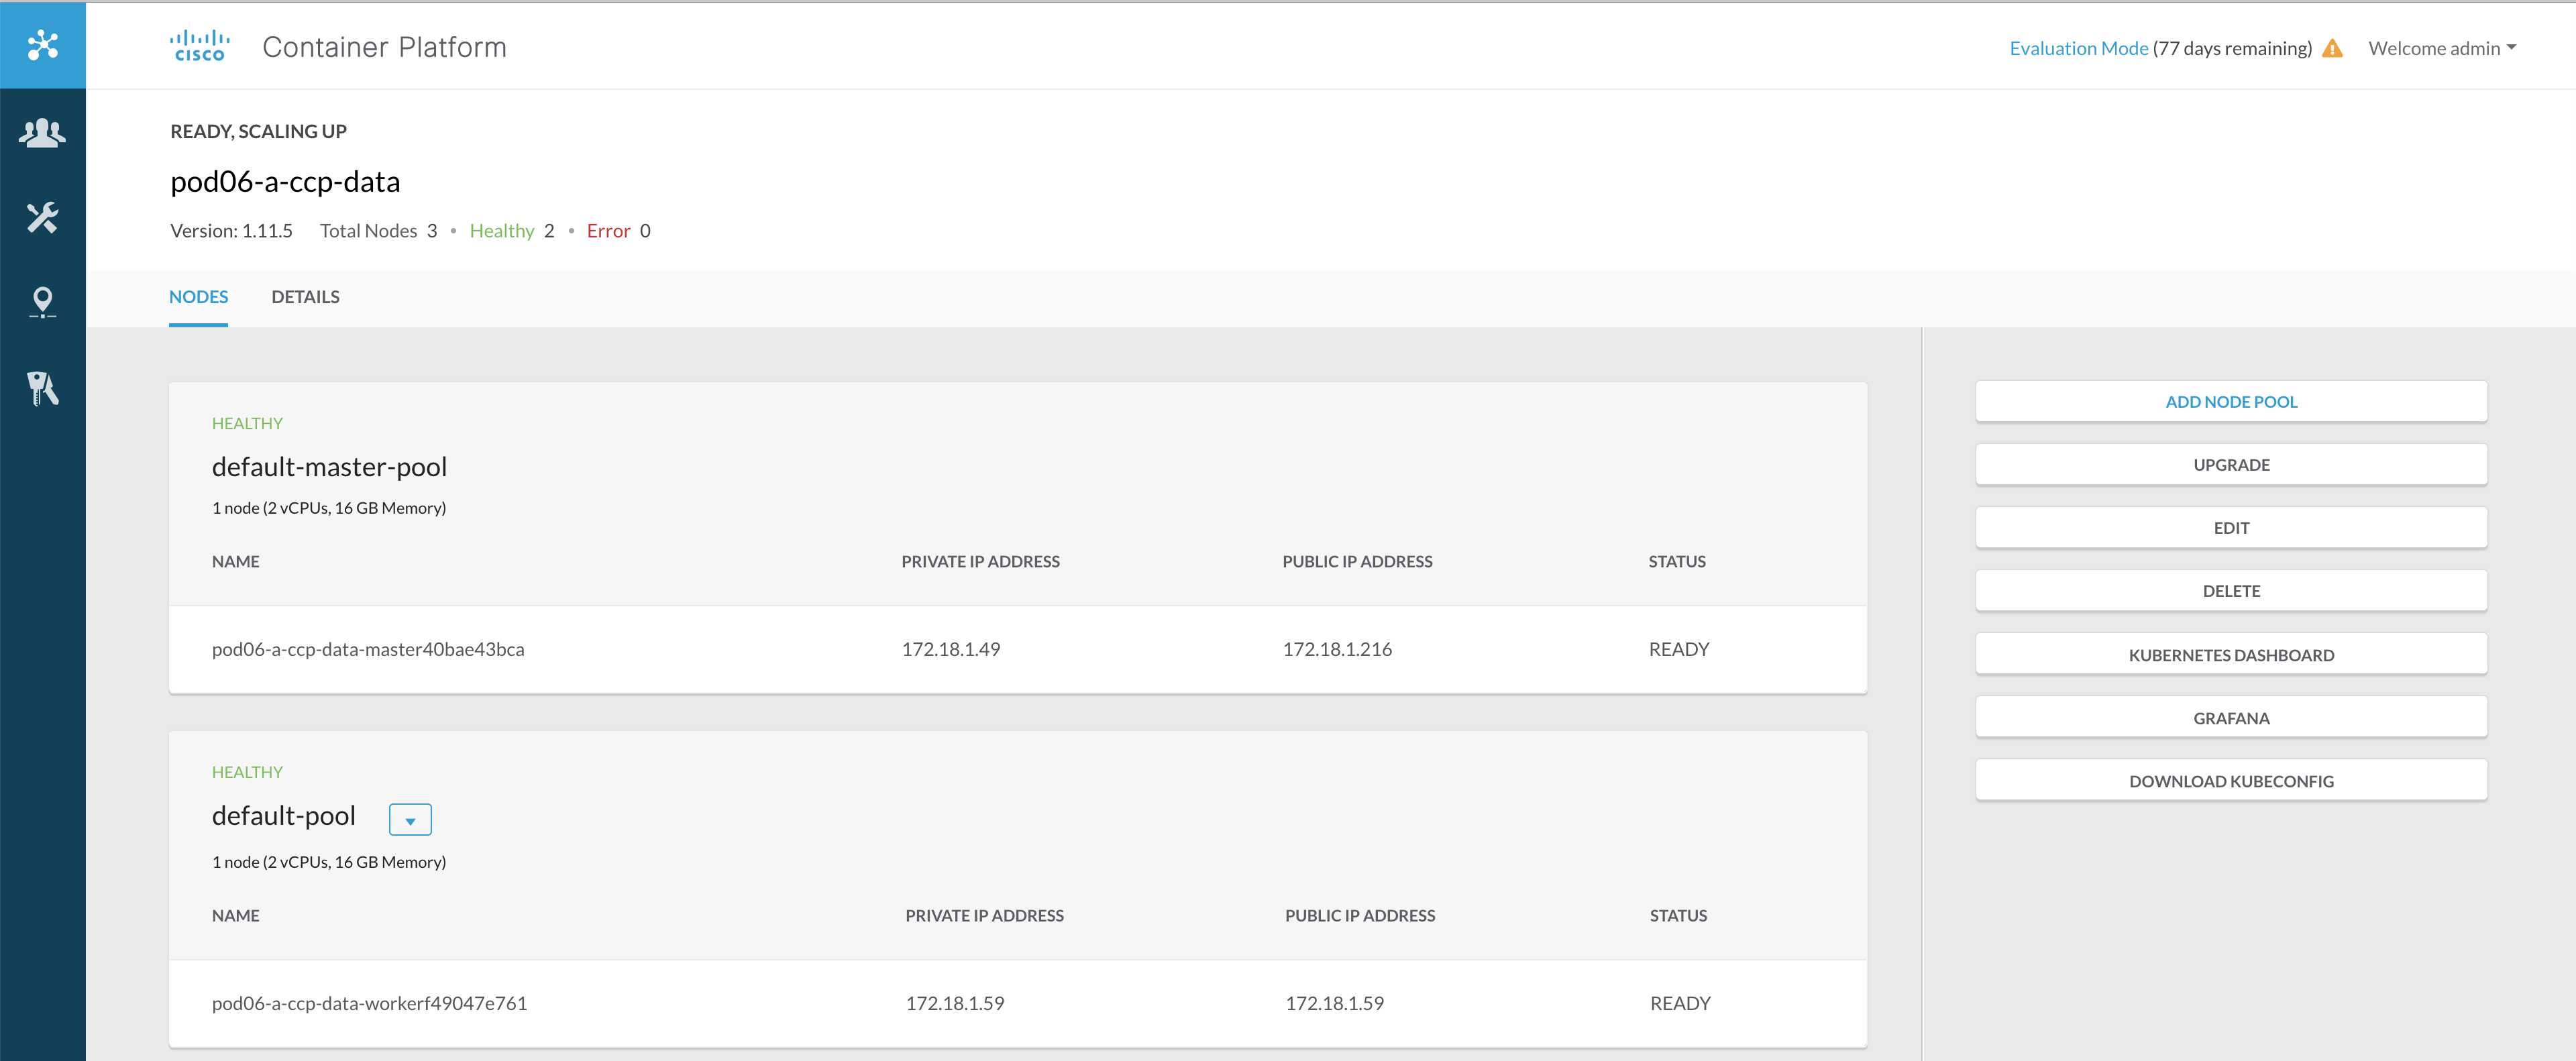 CISCO Container Platform
Evaluation Mode (77 days remaining) Welcome admin
READY, SCALING UP
pod06-a-ccp-data
Version: 1.11.5 Total Nodes 3 • Healthy 2 • Error 0
NODES DETAILS
HEALTHY
default-master-pool
1 node (2 vCPUs, 16 GB Memory)
NAME PRIVATE IP ADDRESS PUBLIC IP ADDRESS STATUS
pod06-a-ccp-data-master40bae43bca 172.18.1.49 172.18.1.216 READY
HEALTHY
default-pool
1 node (2 vCPUs, 16 GB Memory)
NAME PRIVATE IP ADDRESS PUBLIC IP ADDRESS STATUS
pod06-a-ccp-data-workerf49047e761 172.18.1.59 172.18.1.59 READY
ADD NODE POOL
UPGRADE
EDIT
DELETE
KUBERNETES DASHBOARD
GRAFANA
DOWNLOAD KUBECONFIG